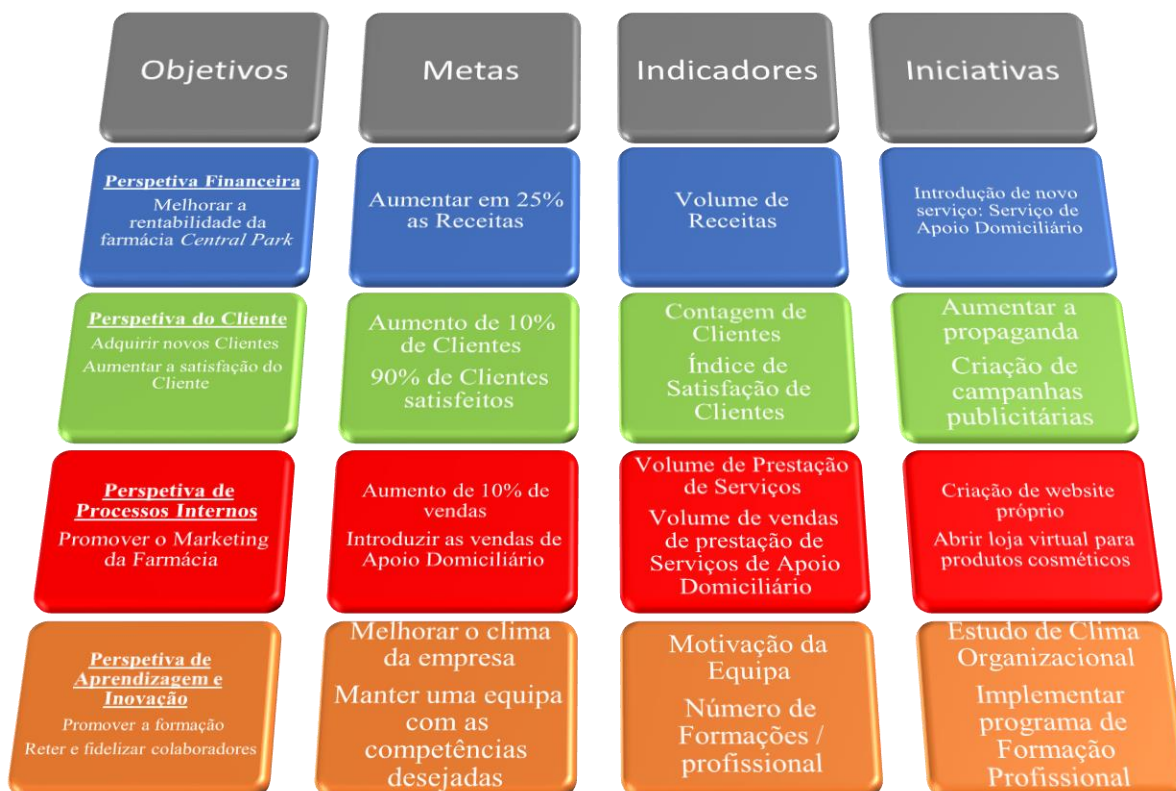 Objetivos
Metas
Indicadores
Iniciativas
Perspetiva Financeira
Melhorar a
rentabilidade da
farmácia Central Park
Aumentar em 25%
as Receitas
Volume de
Receitas
Introdução de novo
serviço: Serviço de
Apoio Domiciliário
Perspetiva do Cliente
Adquirir novos Clientes
Aumentar a satisfação do
Cliente
Aumento de 10%
de Clientes
90% de Clientes
satisfeitos
Contagem de
Clientes
Índice de
Satisfação de
Clientes
Aumentar a
propaganda
Criação de
campanhas
publicitárias
Perspetiva de
Processos Internos
Promover o Marketing
da Farmácia
Aumento de 10% de
vendas
Introduzir as vendas de
Apoio Domiciliário
Volume de Prestação
de Serviços
Volume de vendas
de prestação de
Serviços de Apoio
Domiciliário
Criação de website
próprio
Abrir loja virtual para
produtos cosméticos
Perspetiva de
Aprendizagem e
Inovação
Promover a formação
Reter e fidelizar colaboradores
Melhorar o clima
da empresa
Manter uma equipa
com as
competências
desejadas
Motivação da
Equipa
Número de
Formações /
profissional
Estudo de Clima
Organizacional
Implementar
programa de
Formação
Profissional